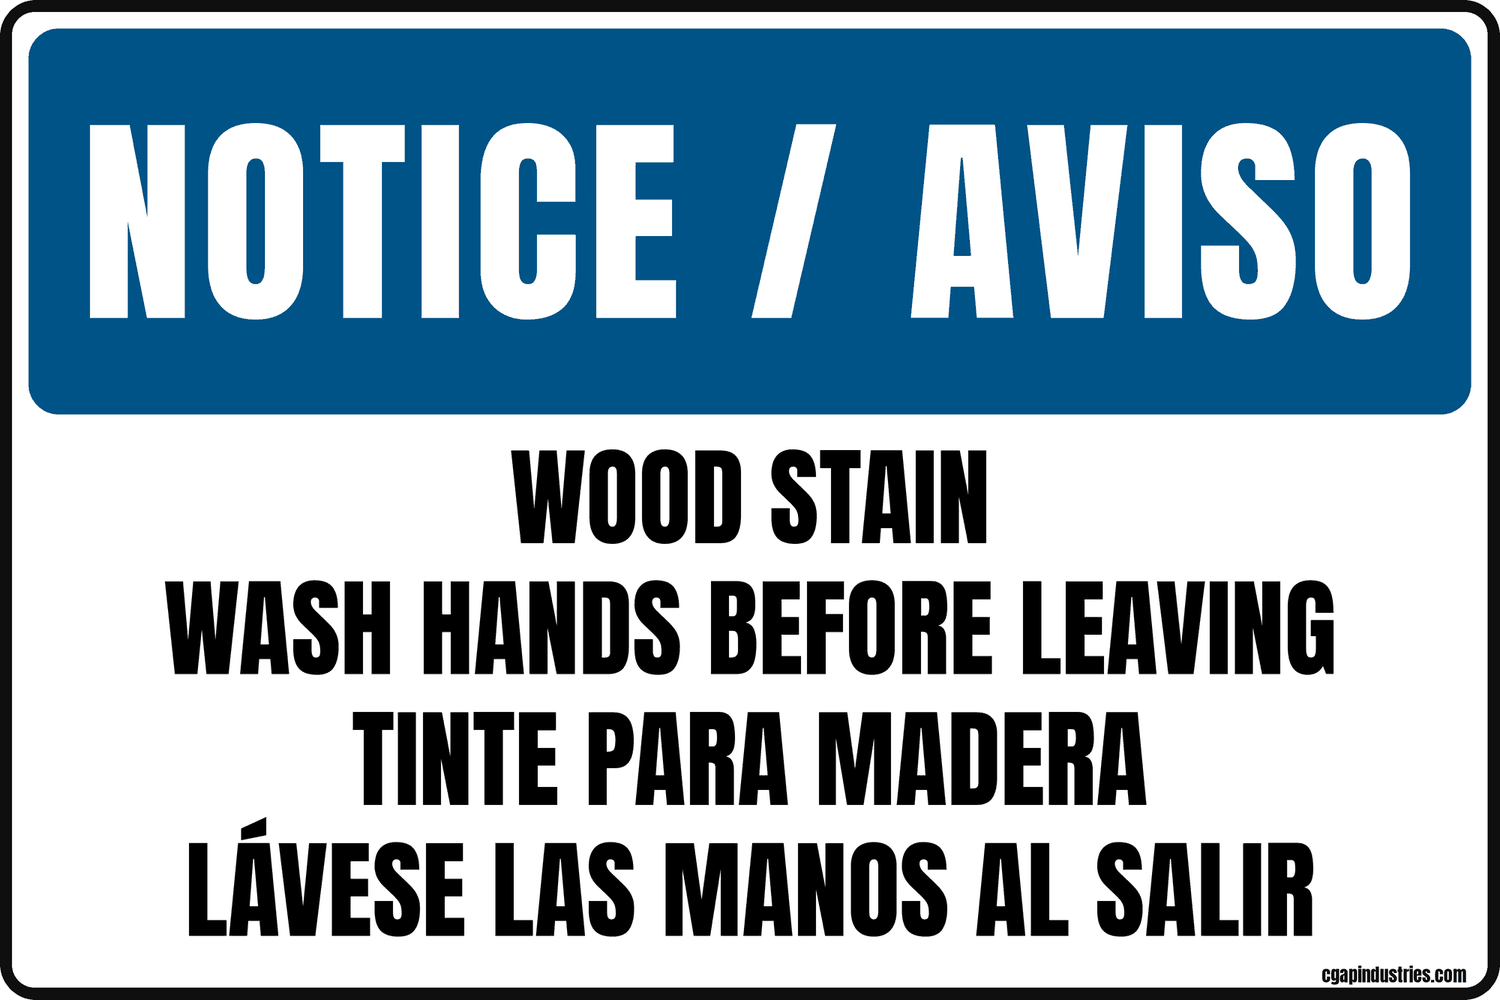 NOTICE / AVISO
WOOD STAIN
WASH HANDS BEFORE LEAVING
TINTE PARA MADERA
LÁVESE LAS MANOS AL SALIR
cgapindustries.com